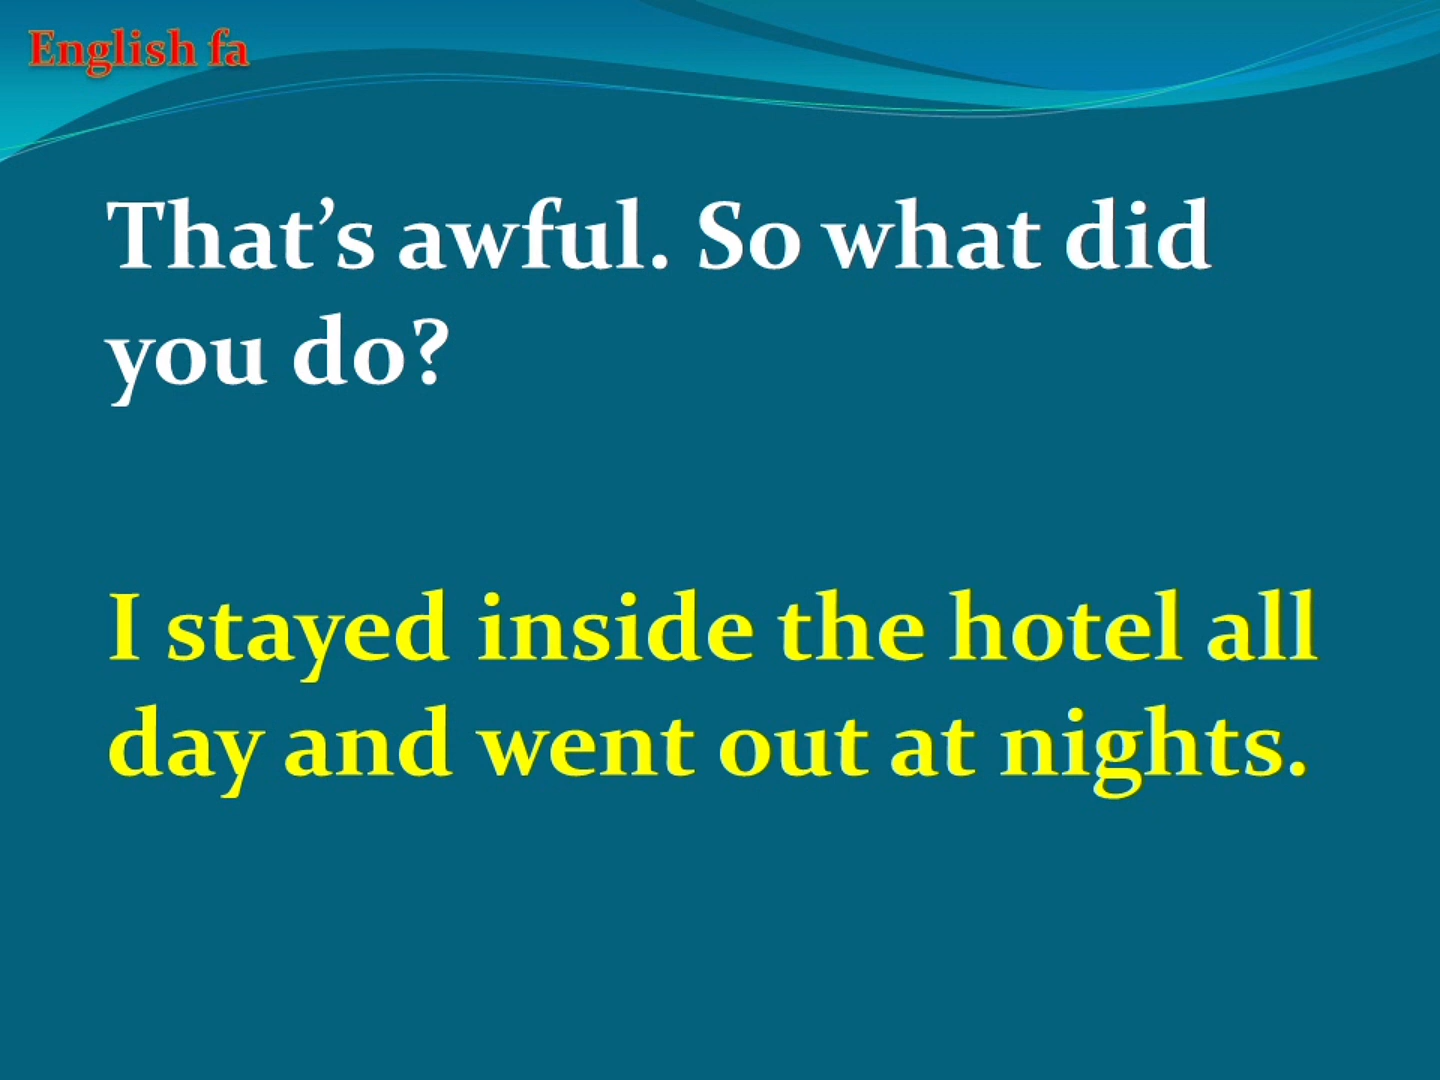 English fa
That’s awful. So what did
you do?
I stayed inside the hotel all
day and went out at nights.